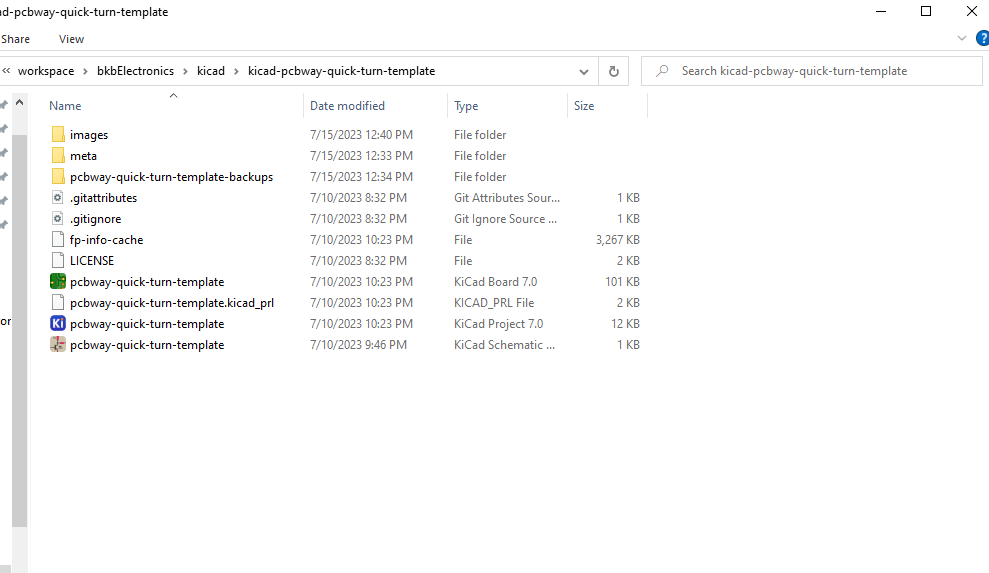 ad-pcbway-quick-turn-template
Share View
« workspace › bkbElectronics › kicad › kicad-pcbway-quick-turn-template Search kicad-pcbway-quick-turn-template
Name Date modified Type Size
images 7/15/2023 12:40 PM File folder
meta 7/15/2023 12:33 PM File folder
pcbway-quick-turn-template-backups 7/15/2023 12:34 PM File folder
.gitattributes 7/10/2023 8:32 PM Git Attributes Sour... 1 KB
.gitignore 7/10/2023 8:32 PM Git Ignore Source ... 1 KB
fp-info-cache 7/10/2023 10:23 PM File 3,267 KB
LICENSE 7/10/2023 8:32 PM File 2 KB
pcbway-quick-turn-template 7/10/2023 10:23 PM KiCad Board 7.0 101 KB
pcbway-quick-turn-template.kicad_prl 7/10/2023 10:23 PM KICAD_PRL File 2 KB
or Ki pcbway-quick-turn-template 7/10/2023 10:23 PM KiCad Project 7.0 12 KB
pcbway-quick-turn-template 7/10/2023 9:46 PM KiCad Schematic ... 1 KB